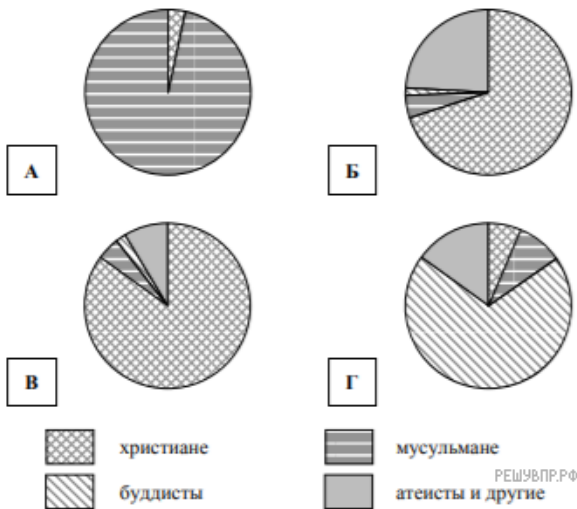 А
Б
В
Г
христиане
мусульмане
буддисты
атеисты и другие
РЕШУВПР.РФ